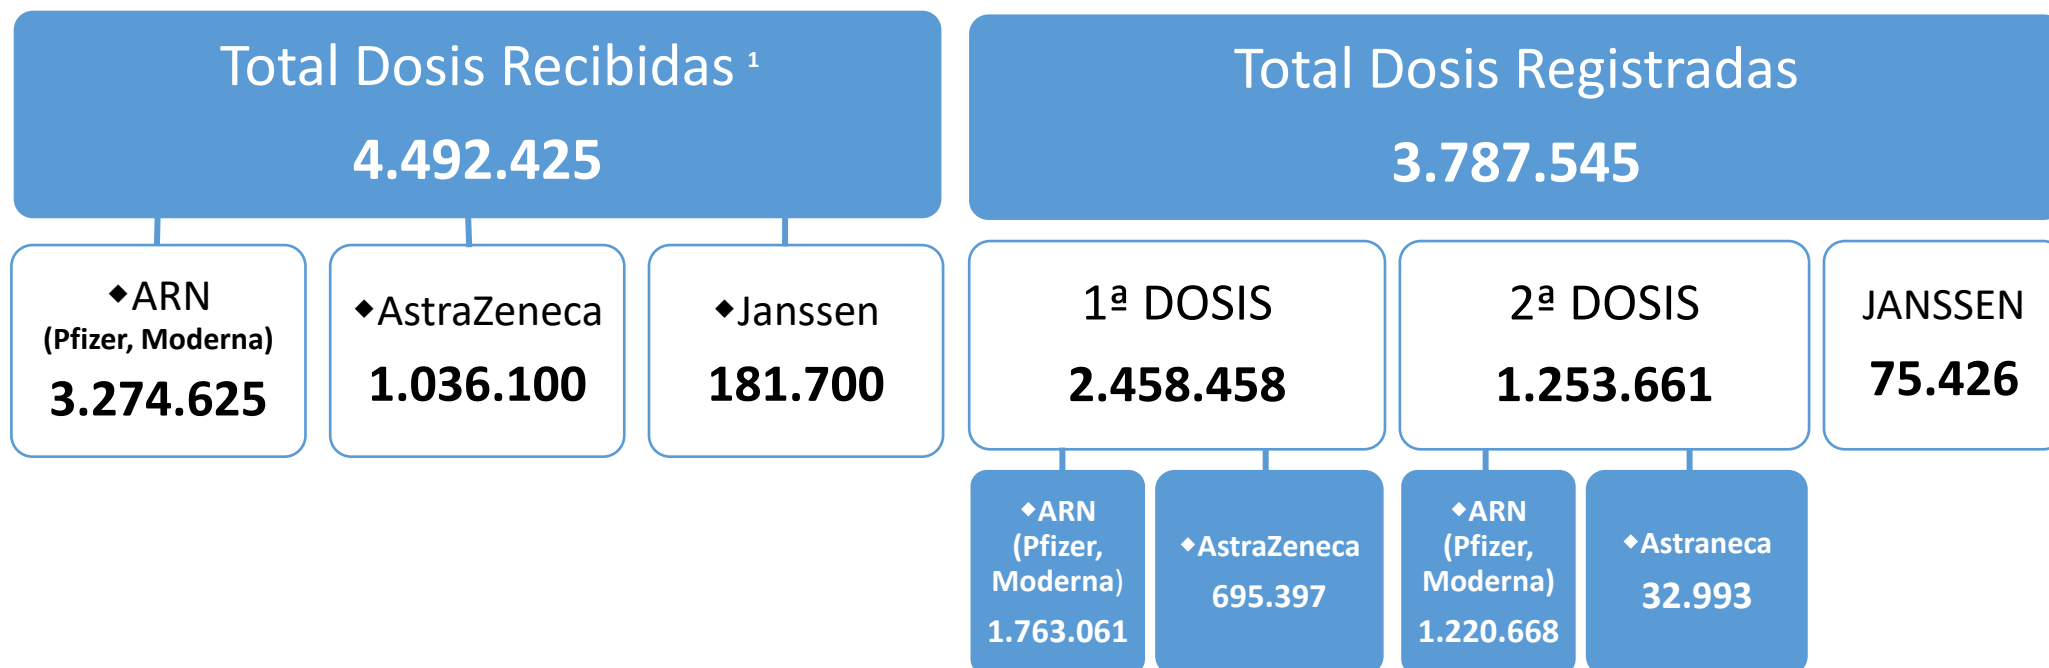 Total Dosis Recibidas 1
4.492.425
◆ARN
(Pfizer, Moderna)
3.274.625
◆AstraZeneca
1.036.100
◆Janssen
181.700
Total Dosis Registradas
3.787.545
1ª DOSIS
2.458.458
2ª DOSIS
1.253.661
JANSSEN
75.426
◆ARN
(Pfizer,
Moderna)
1.763.061
◆AstraZeneca
695.397
◆ARN
(Pfizer,
Moderna)
1.220.668
◆Astraneca
32.993